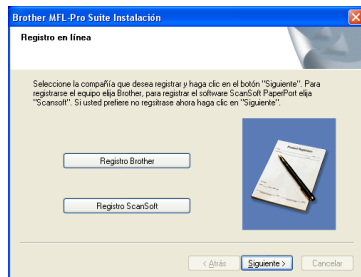 Brother MFL-Pro Suite Instalación
Registro en línea
Seleccione la compañía que desea registrar y haga clic en el botón "Siguiente". Para
registrarse el equipo elija Brother, para registrar el software ScanSoft PaperPort elija
"Scansoft". Si usted prefiere no regsitrase ahora haga clic en "Siguiente".
Registro Brother
Registro ScanSoft
< Atrás
Siguiente >
Cancelar